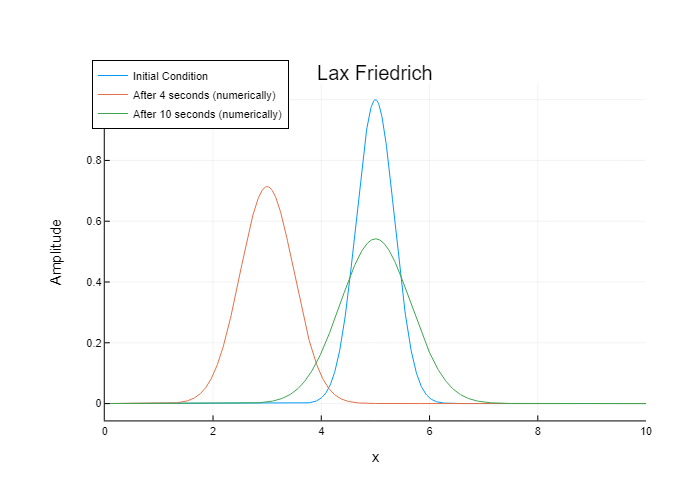 Lax Friedrich
Initial Condition
After 4 seconds (numerically)
After 10 seconds (numerically)
0.8
0.6
0.4
0.2
0
Amplitude
0 2 4 6 8 10
x